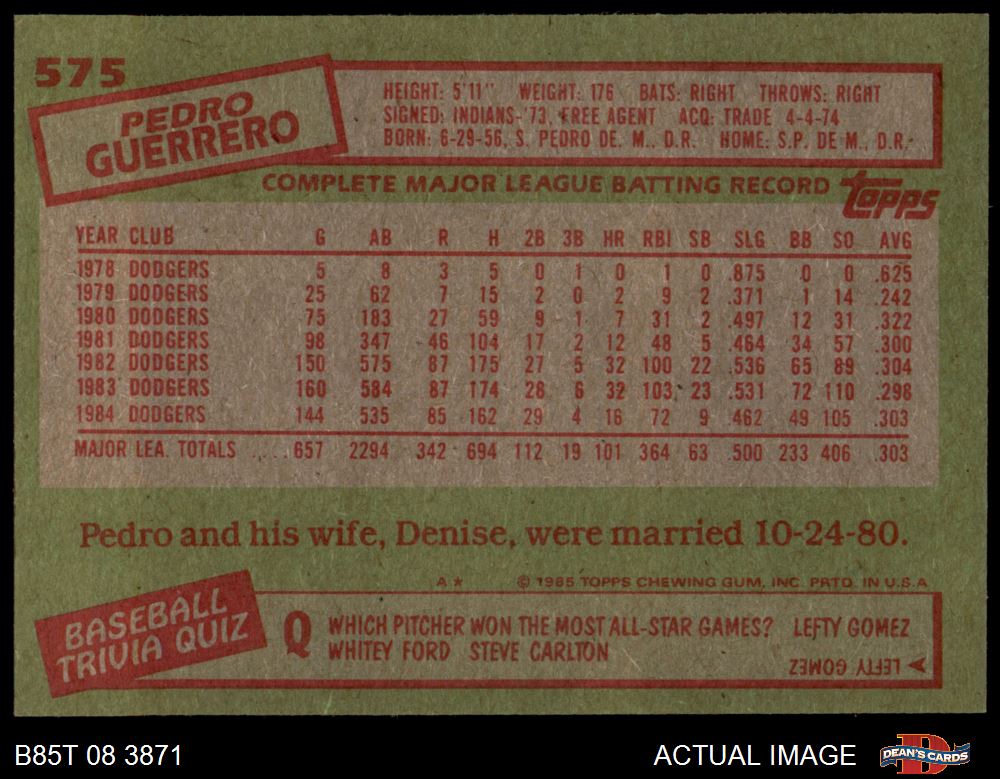 575
PEDRO
GUERRERO
HEIGHT: 5'11" WEIGHT: 176 BATS: RIGHT THROWS: RIGHT
SIGNED: INDIANS-'73, FREE AGENT ACQ: TRADE 4-4-74
BORN: 6-29-56, S. PEDRO DE. M., D.R. HOME: S.P. DE M., D.R.
COMPLETE MAJOR LEAGUE BATTING RECORD topps
YEAR CLUB G AB R H 2B 3B HR RBI SB SLG BB SO AVG
1978 DODGERS 5 8 3 5 0 1 0 1 0 .875 0 0 .625
1979 DODGERS 25 62 7 15 2 0 2 9 2 .371 1 14 .242
1980 DODGERS 75 183 27 59 9 1 7 31 2 .497 12 31 .322
1981 DODGERS 98 347 46 104 17 2 12 48 5 .464 34 57 .300
1982 DODGERS 150 575 87 175 27 5 32 100 22 .536 65 89 .304
1983 DODGERS 160 584 87 174 28 6 32 103 23 .531 72 110 .298
1984 DODGERS 144 535 85 162 29 4 16 72 9 .462 49 105 .303
MAJOR LEA. TOTALS .... 657 2294 342 694 112 19 101 364 63 .500 233 406 .303
Pedro and his wife, Denise, were married 10-24-80.
A * © 1985 TOPPS CHEWING GUM, INC. PRTD. IN U.S.A
BASEBALL
TRIVIA QUIZ
Q WHICH PITCHER WON THE MOST ALL-STAR GAMES? LEFTY GOMEZ
WHITEY FORD STEVE CARLTON
LEFTY GOMEZ
B85T 08 3871
ACTUAL IMAGE
D
DEAN'S CARDS